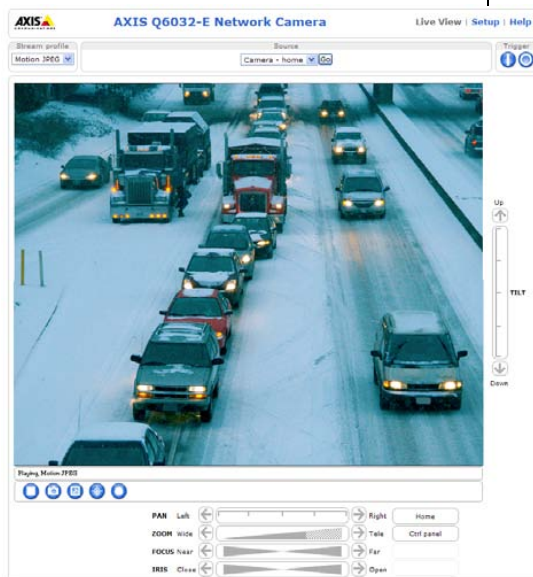 AXIS
COMMUNICATIONS
AXIS Q6032-E Network Camera
Live View | Setup | Help
Stream profile
Motion JPEG
Source
Camera - home
Go
Trigger
Up
TILT
Down
Playing, Motion JPEG
PAN Left Right Home
ZOOM Wide Tele Ctrl panel
FOCUS Near Far
IRIS Close Open